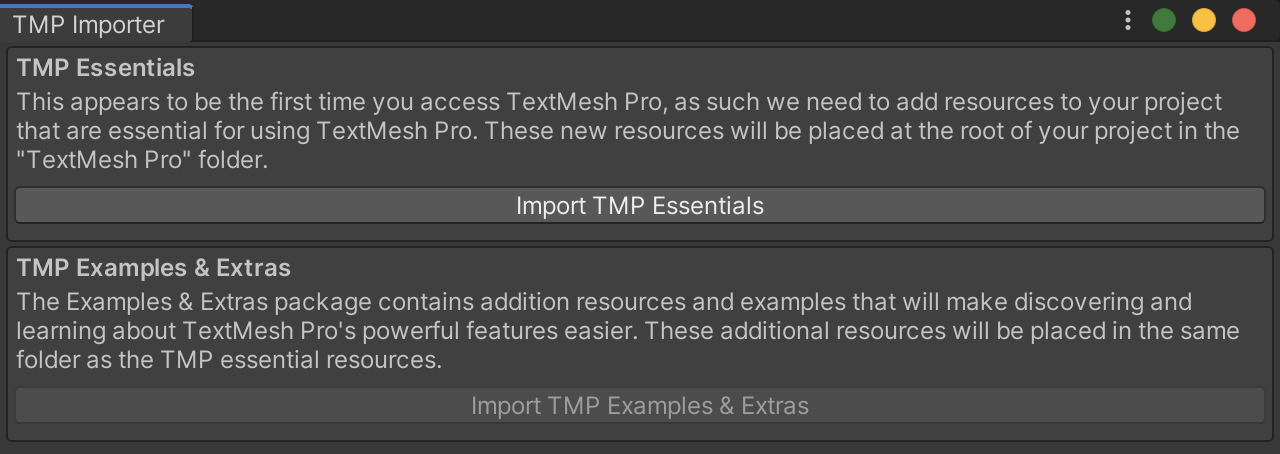 TMP Importer
TMP Essentials
This appears to be the first time you access TextMesh Pro, as such we need to add resources to your project
that are essential for using TextMesh Pro. These new resources will be placed at the root of your project in the
"TextMesh Pro" folder.
Import TMP Essentials
TMP Examples & Extras
The Examples & Extras package contains addition resources and examples that will make discovering and
learning about TextMesh Pro's powerful features easier. These additional resources will be placed in the same
folder as the TMP essential resources.
Import TMP Examples & Extras